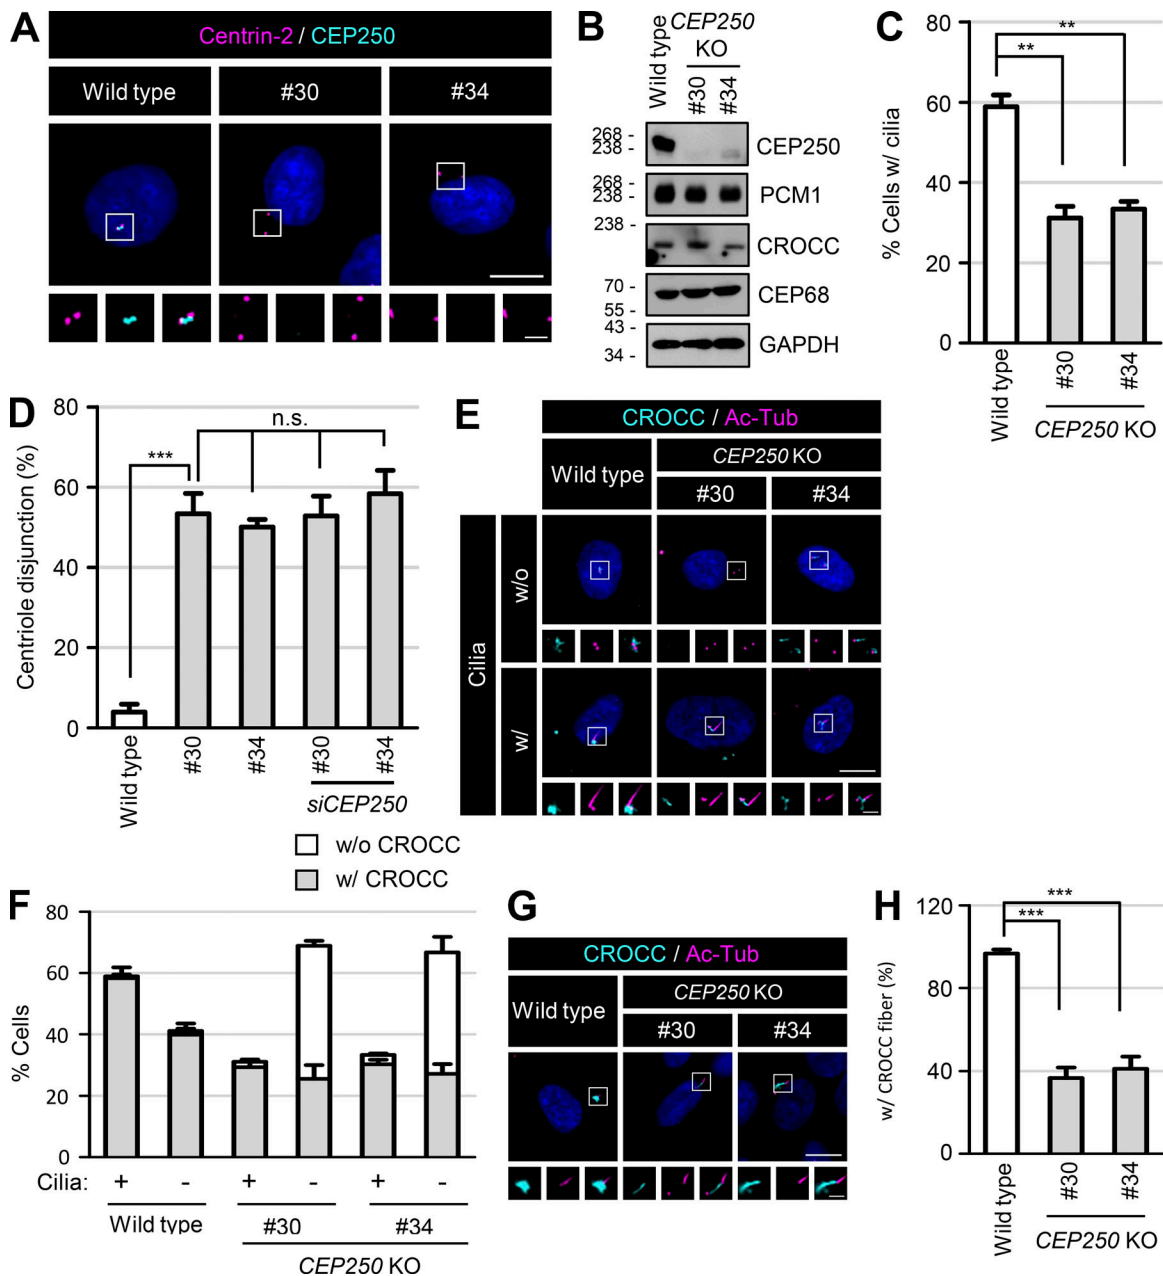 A
Centrin-2 / CEP250
Wild type
#30
#34
B
Wild type
CEP250
KO
#30
#34
268 -
238 -
CEP250
268 -
238 -
PCM1
238 -
CROCC
70 -
55 -
CEP68
43 -
34 -
GAPDH
C
% Cells w/ cilia
80
60
40
20
0
**
**
Wild type
#30
#34
CEP250 KO
D
Centriole disjunction (%)
80
60
40
20
0
***
n.s.
Wild type
#30
#34
#30
#34
siCEP250
E
CROCC / Ac-Tub
Wild type
CEP250 KO
#30
#34
Cilia
w/o
w/
F
w/o CROCC
w/ CROCC
% Cells
80
60
40
20
0
Cilia:
+
-
+
-
+
-
Wild type
#30
#34
CEP250 KO
G
CROCC / Ac-Tub
Wild type
CEP250 KO
#30
#34
H
w/ CROCC fiber (%)
120
80
40
0
***
***
Wild type
#30
#34
CEP250 KO